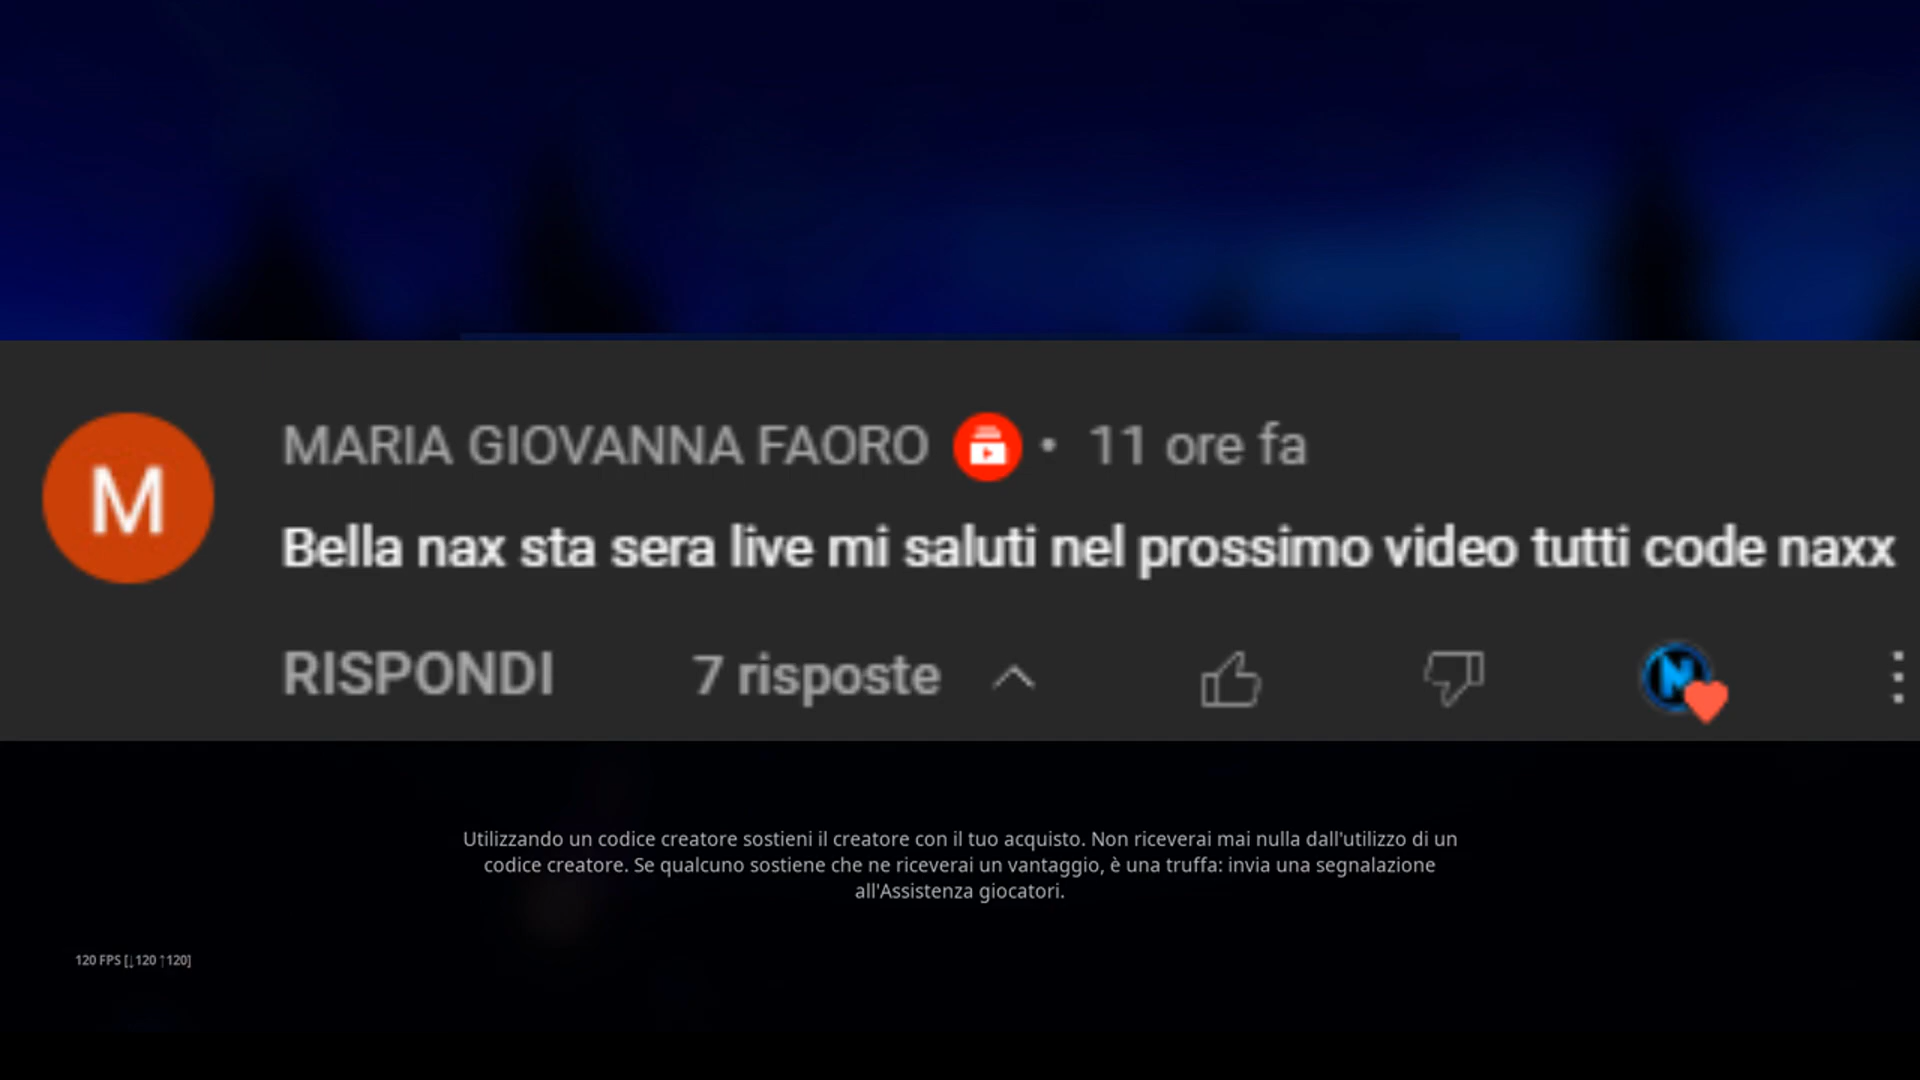 M
MARIA GIOVANNA FAORO • 11 ore fa
Bella nax sta sera live mi saluti nel prossimo video tutti code naxx
RISPONDI 7 risposte
N
Utilizzando un codice creatore sostieni il creatore con il tuo acquisto. Non riceverai mai nulla dall'utilizzo di un
codice creatore. Se qualcuno sostiene che ne riceverai un vantaggio, è una truffa: invia una segnalazione
all'Assistenza giocatori.
120 FPS [↓120 ↑120]